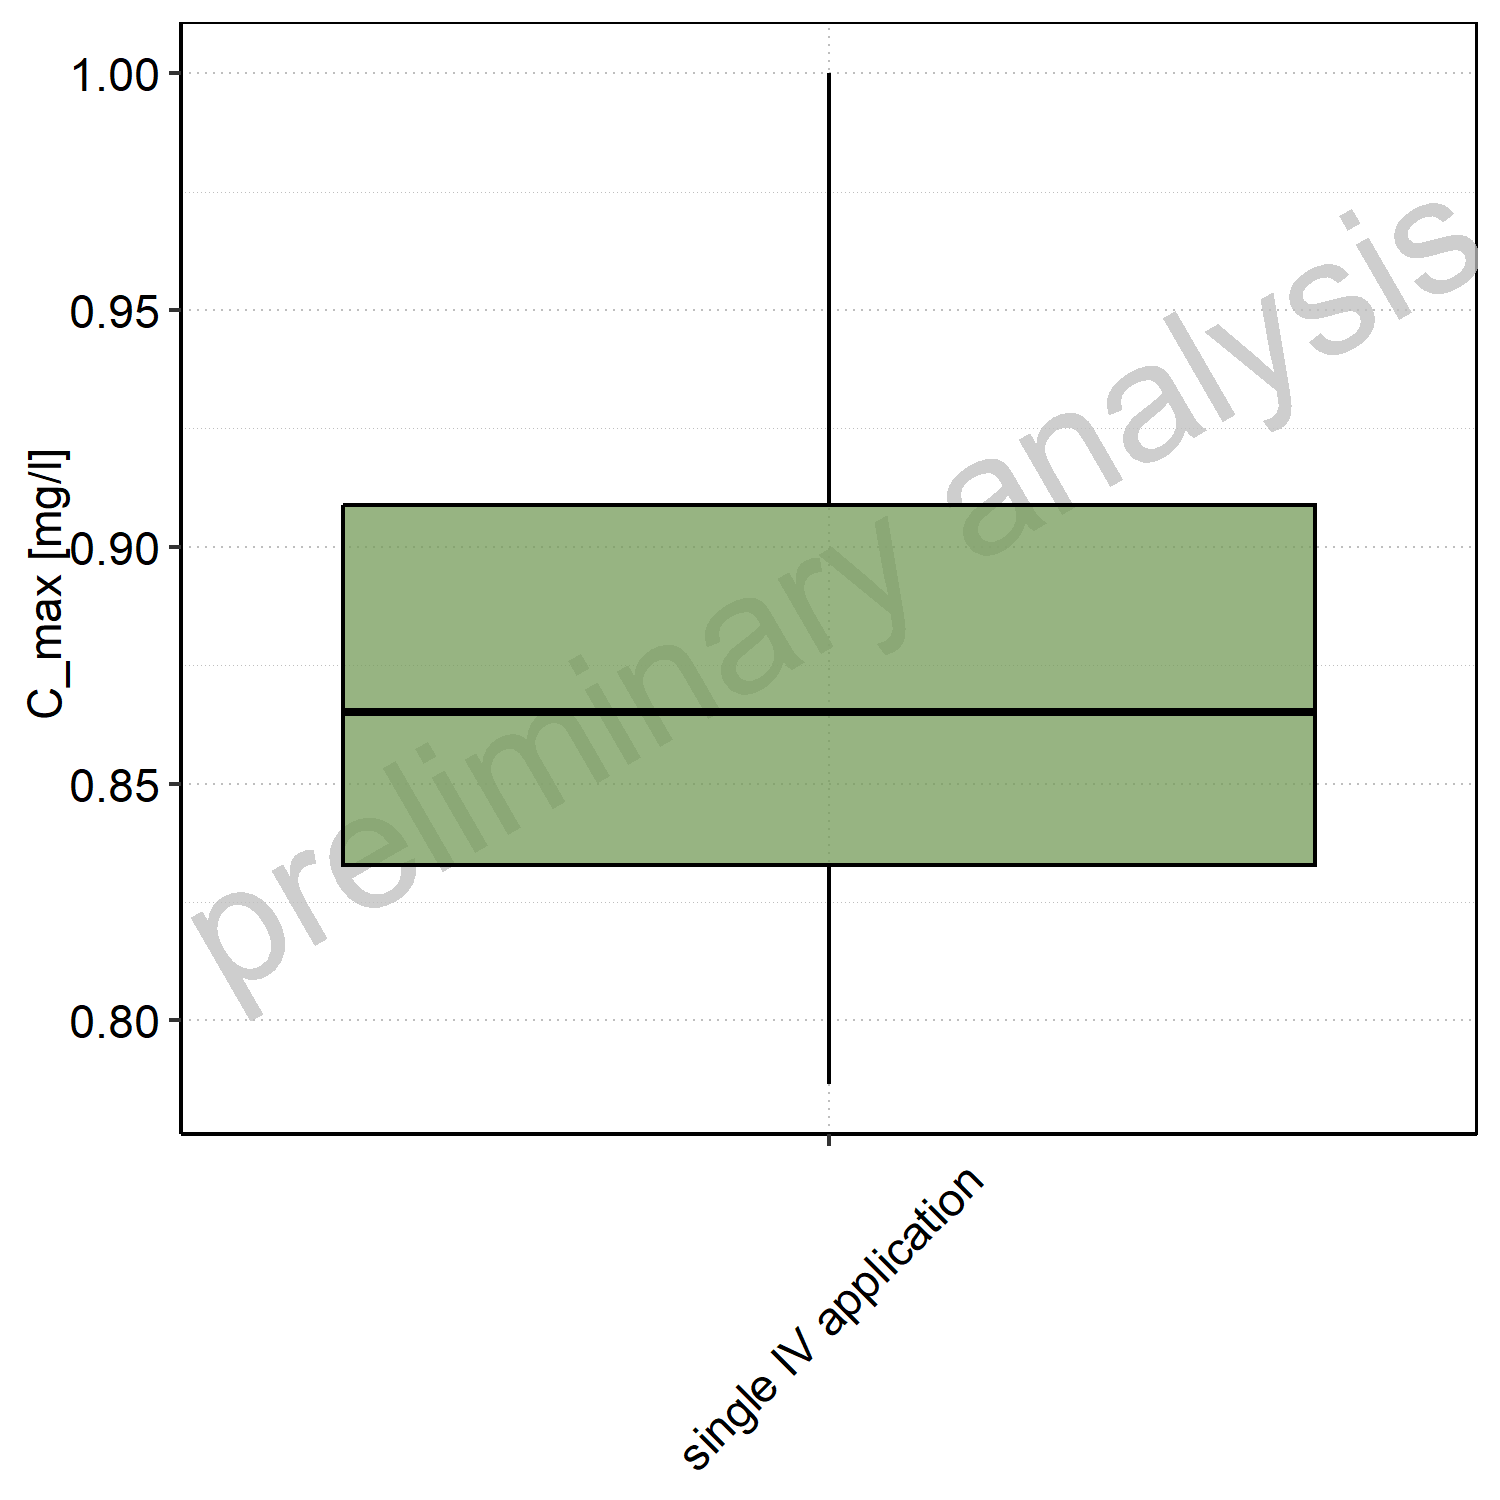 1.00
0.95
0.90
0.85
0.80
C_max [mg/l]
preliminary analysis
single IV application